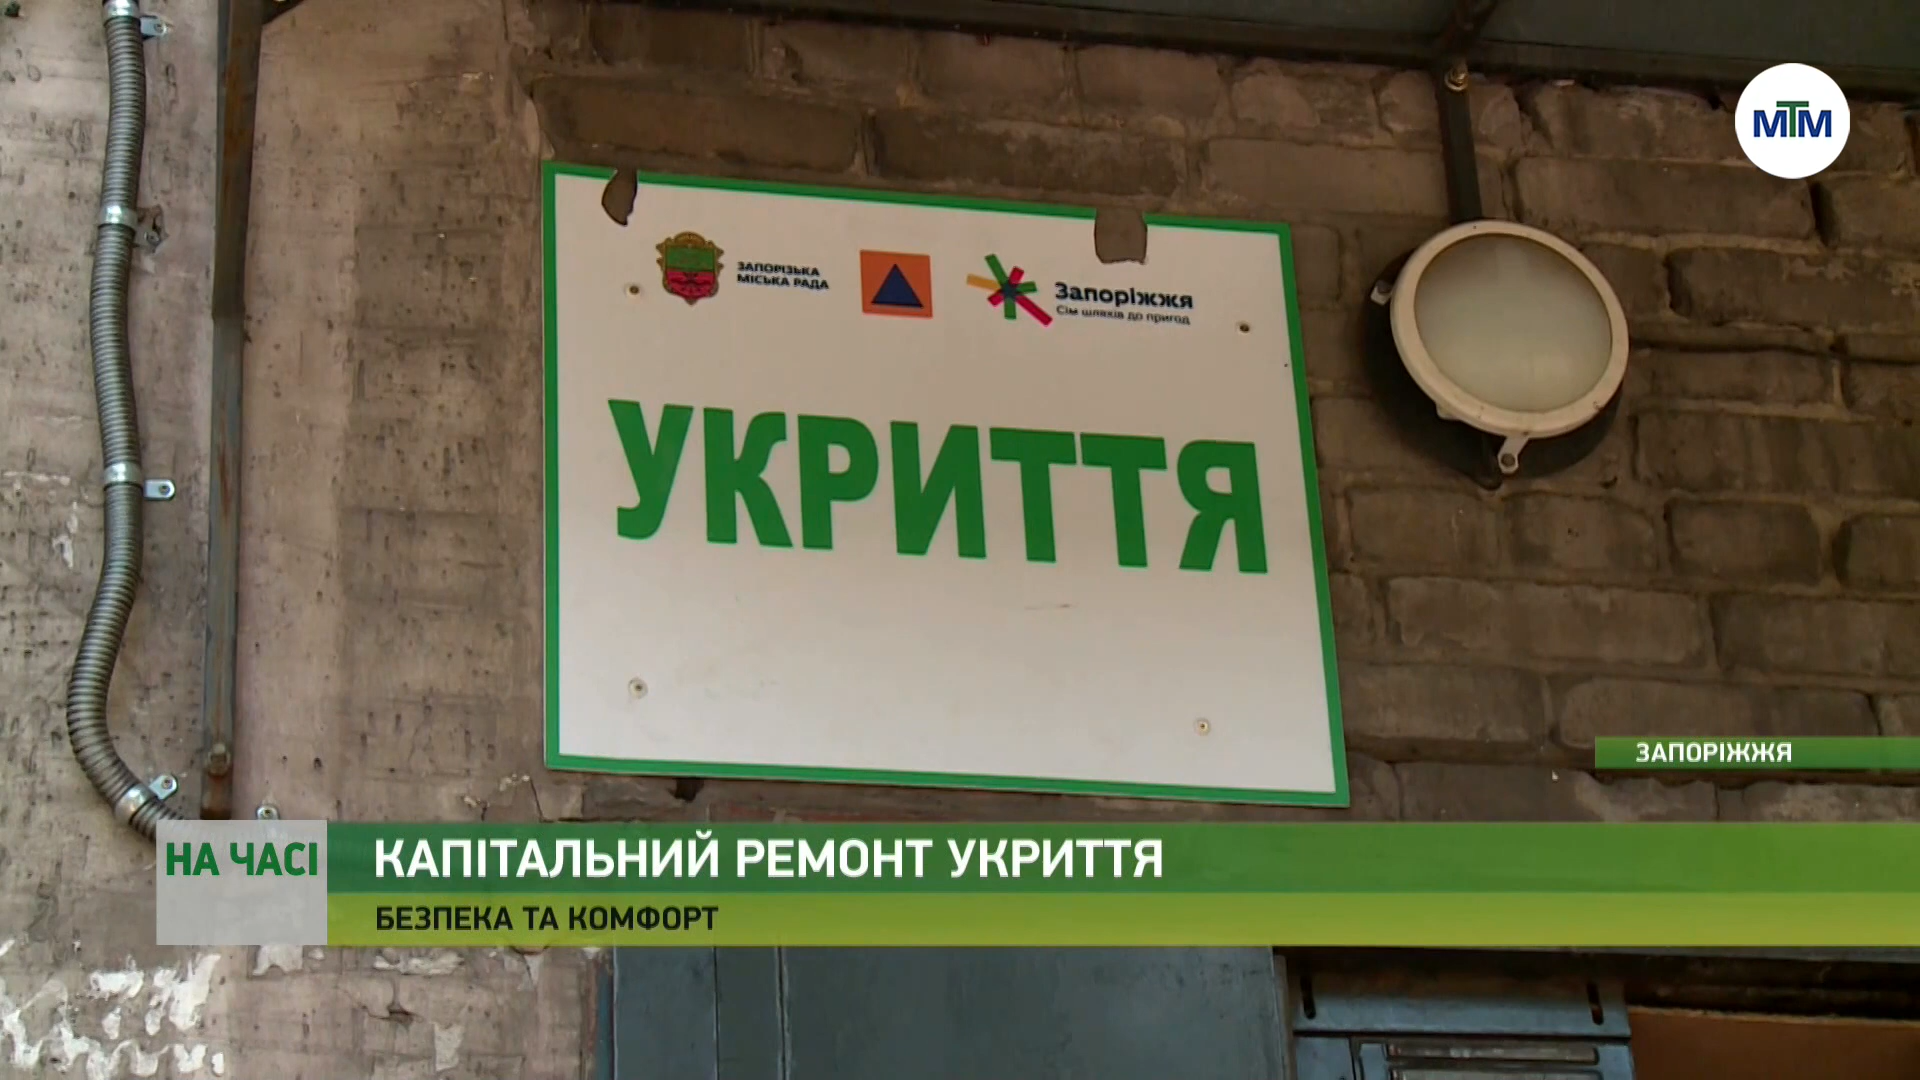 МТМ
ЗАПОРІЗЬКА
МІСЬКА РАДА
Запоріжжя
Сім шляхів до пригод
УКРИТТЯ
ЗАПОРІЖЖЯ
НА ЧАСІ
КАПІТАЛЬНИЙ РЕМОНТ УКРИТТЯ
БЕЗПЕКА ТА КОМФОРТ